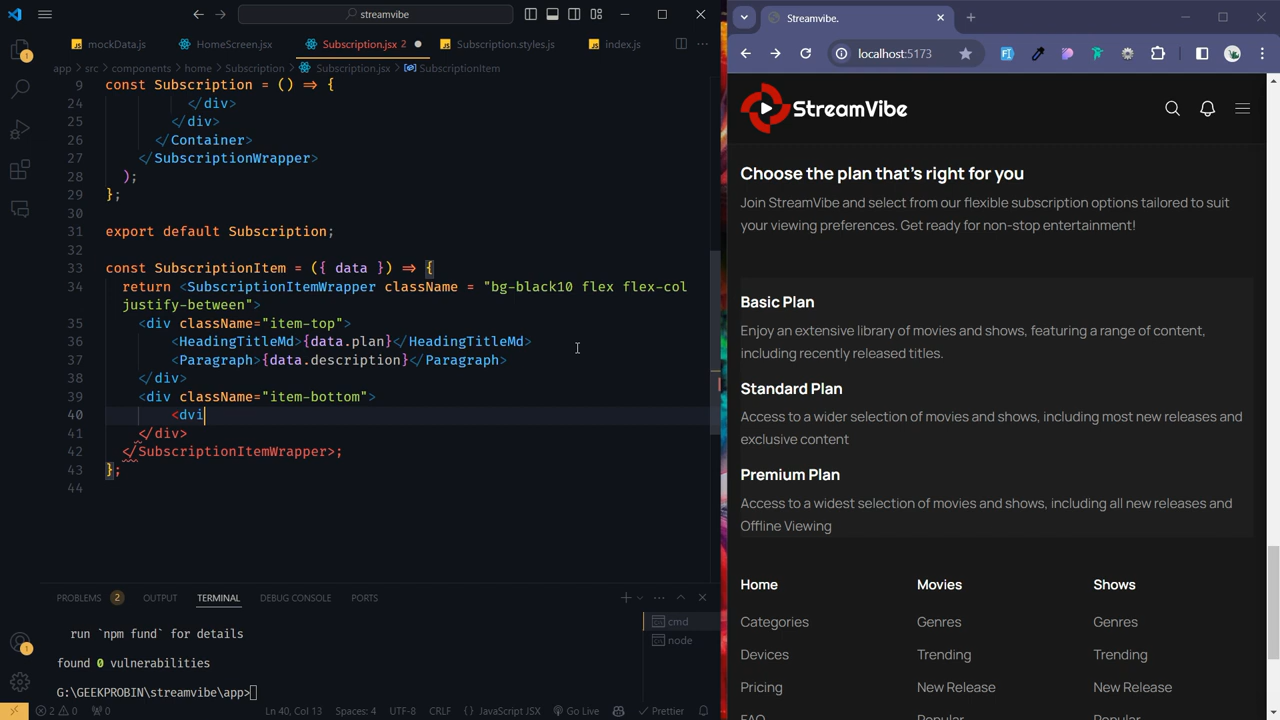 streamvibe
mockData.js
HomeScreen.jsx
Subscription.jsx 2
Subscription.styles.js
index.js
app > src > components > home > Subscription > Subscription.jsx > SubscriptionItem
9 const Subscription = () => {
24 </div>
25 </div>
26 </Container>
27 </SubscriptionWrapper>
28 );
29 };
30
31 export default Subscription;
32
33 const SubscriptionItem = ({ data }) => {
34 return <SubscriptionItemWrapper className = "bg-black10 flex flex-col
justify-between">
35 <div className="item-top">
36 <HeadingTitleMd>{data.plan}</HeadingTitleMd>
37 <Paragraph>{data.description}</Paragraph>
38 </div>
39 <div className="item-bottom">
40 <dvi
41 </div>
42 </SubscriptionItemWrapper>;
43 };
44
PROBLEMS 2 OUTPUT TERMINAL DEBUG CONSOLE PORTS
run `npm fund` for details
found 0 vulnerabilities
G:\GEEKPROBIN\streamvibe\app>
cmd
node
2 0 0 Ln 40, Col 13 Spaces: 4 UTF-8 CRLF { } JavaScript JSX Go Live Prettier
Streamvibe.
localhost:5173
StreamVibe
Choose the plan that's right for you
Join StreamVibe and select from our flexible subscription options tailored to suit
your viewing preferences. Get ready for non-stop entertainment!
Basic Plan
Enjoy an extensive library of movies and shows, featuring a range of content,
including recently released titles.
Standard Plan
Access to a wider selection of movies and shows, including most new releases and
exclusive content
Premium Plan
Access to a widest selection of movies and shows, including all new releases and
Offline Viewing
Home Movies Shows
Categories Genres Genres
Devices Trending Trending
Pricing New Release New Release
FAQ Popular Popular